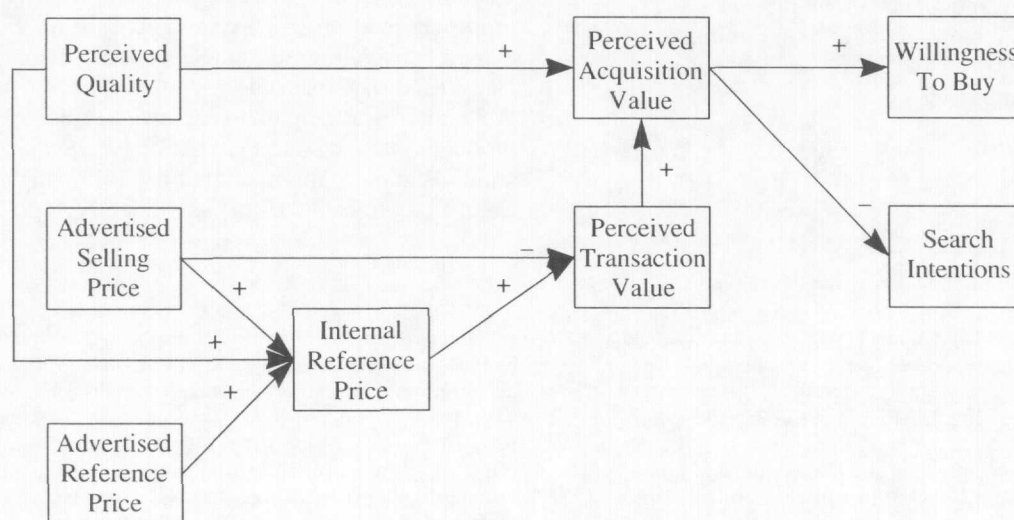 Perceived
Quality
+
Perceived
Acquisition
Value
+
Willingness
To Buy
+
Advertised
Selling
Price
–
Perceived
Transaction
Value
–
Search
Intentions
+
+
Internal
Reference
Price
+
+
Advertised
Reference
Price